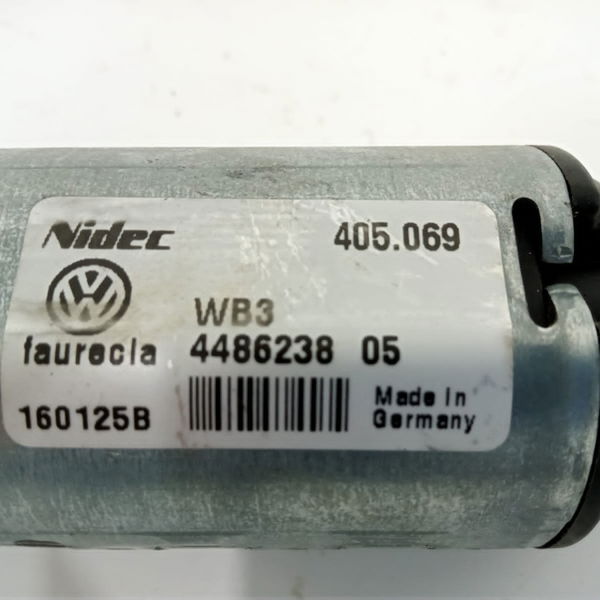 Nidec 405.069
WB3
faurecia 4486238 05
160125B Made In
Germany